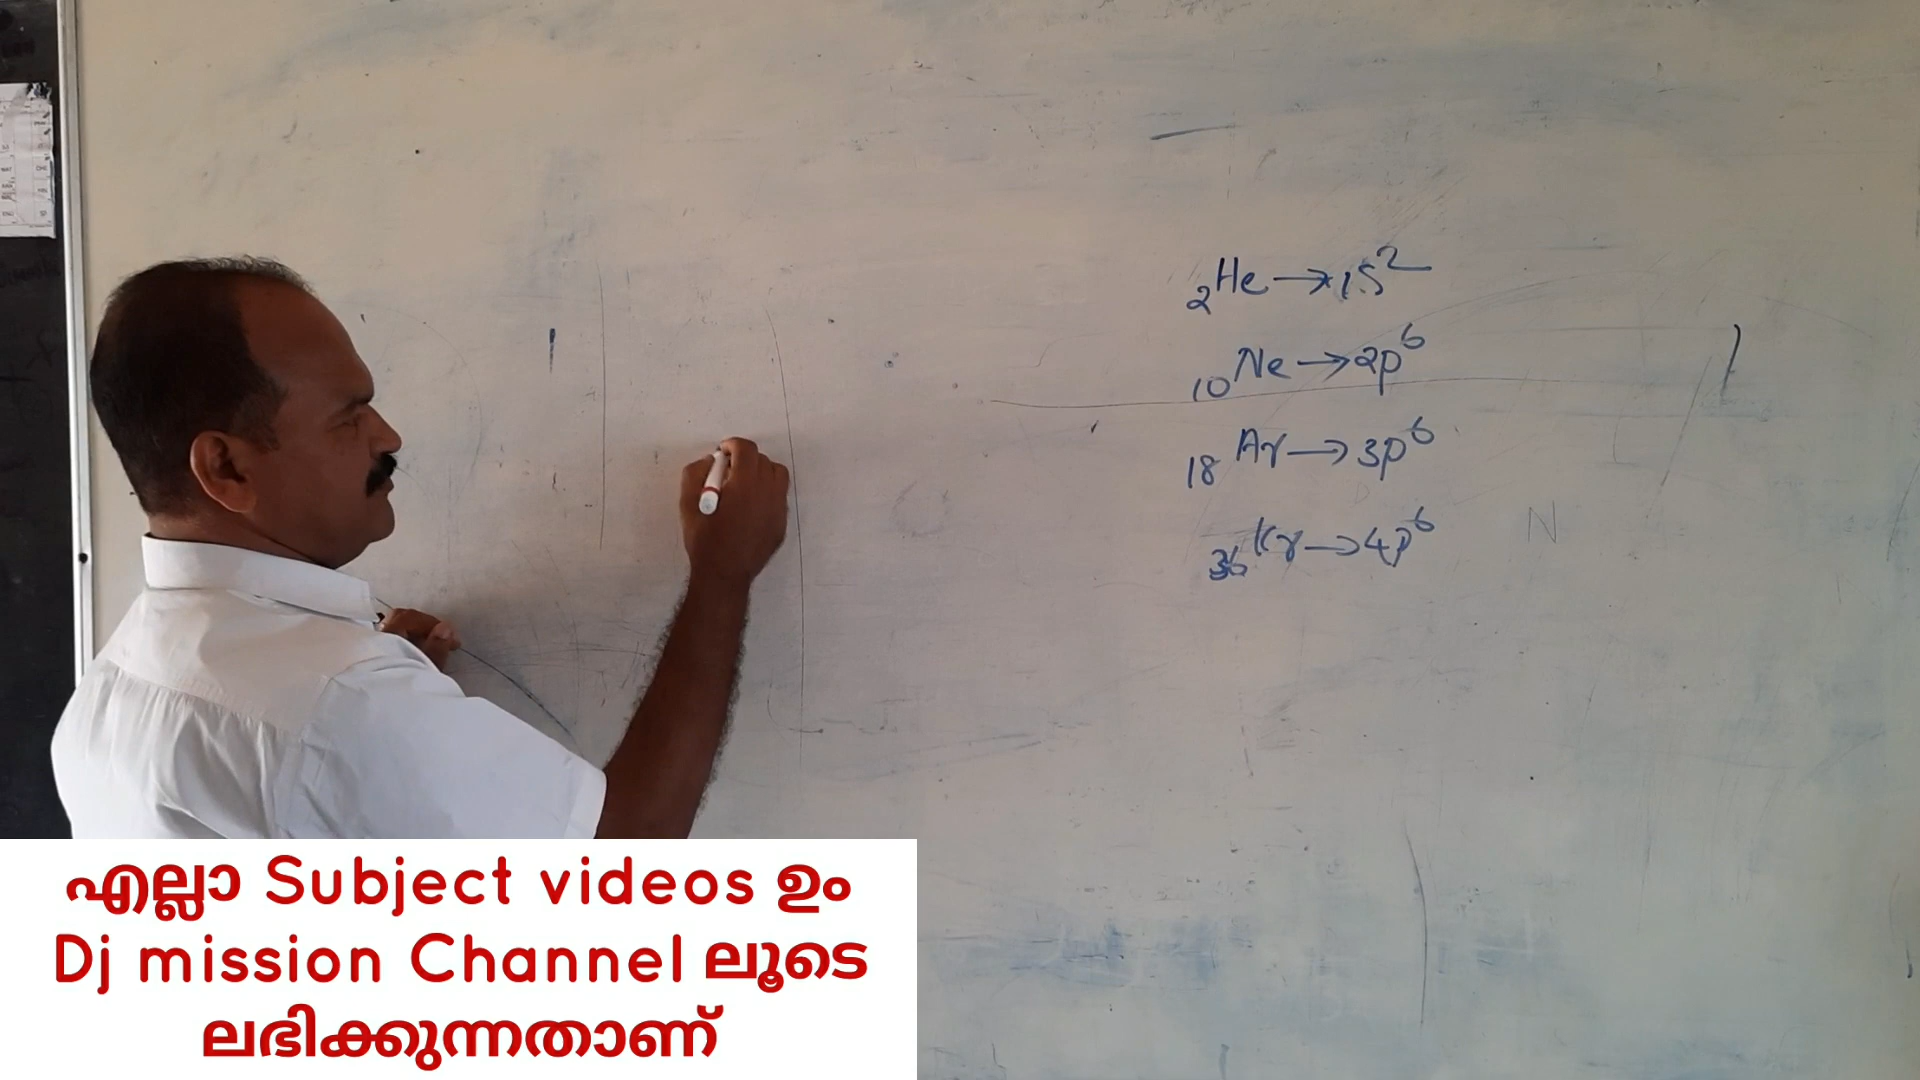 2He → 1S²
10Ne → 2p⁶
18Ar → 3p⁶
36Kr → 4p⁶
N
എല്ലാ Subject videos ഉം
Dj mission Channel ലൂടെ
ലഭിക്കുന്നതാണ്